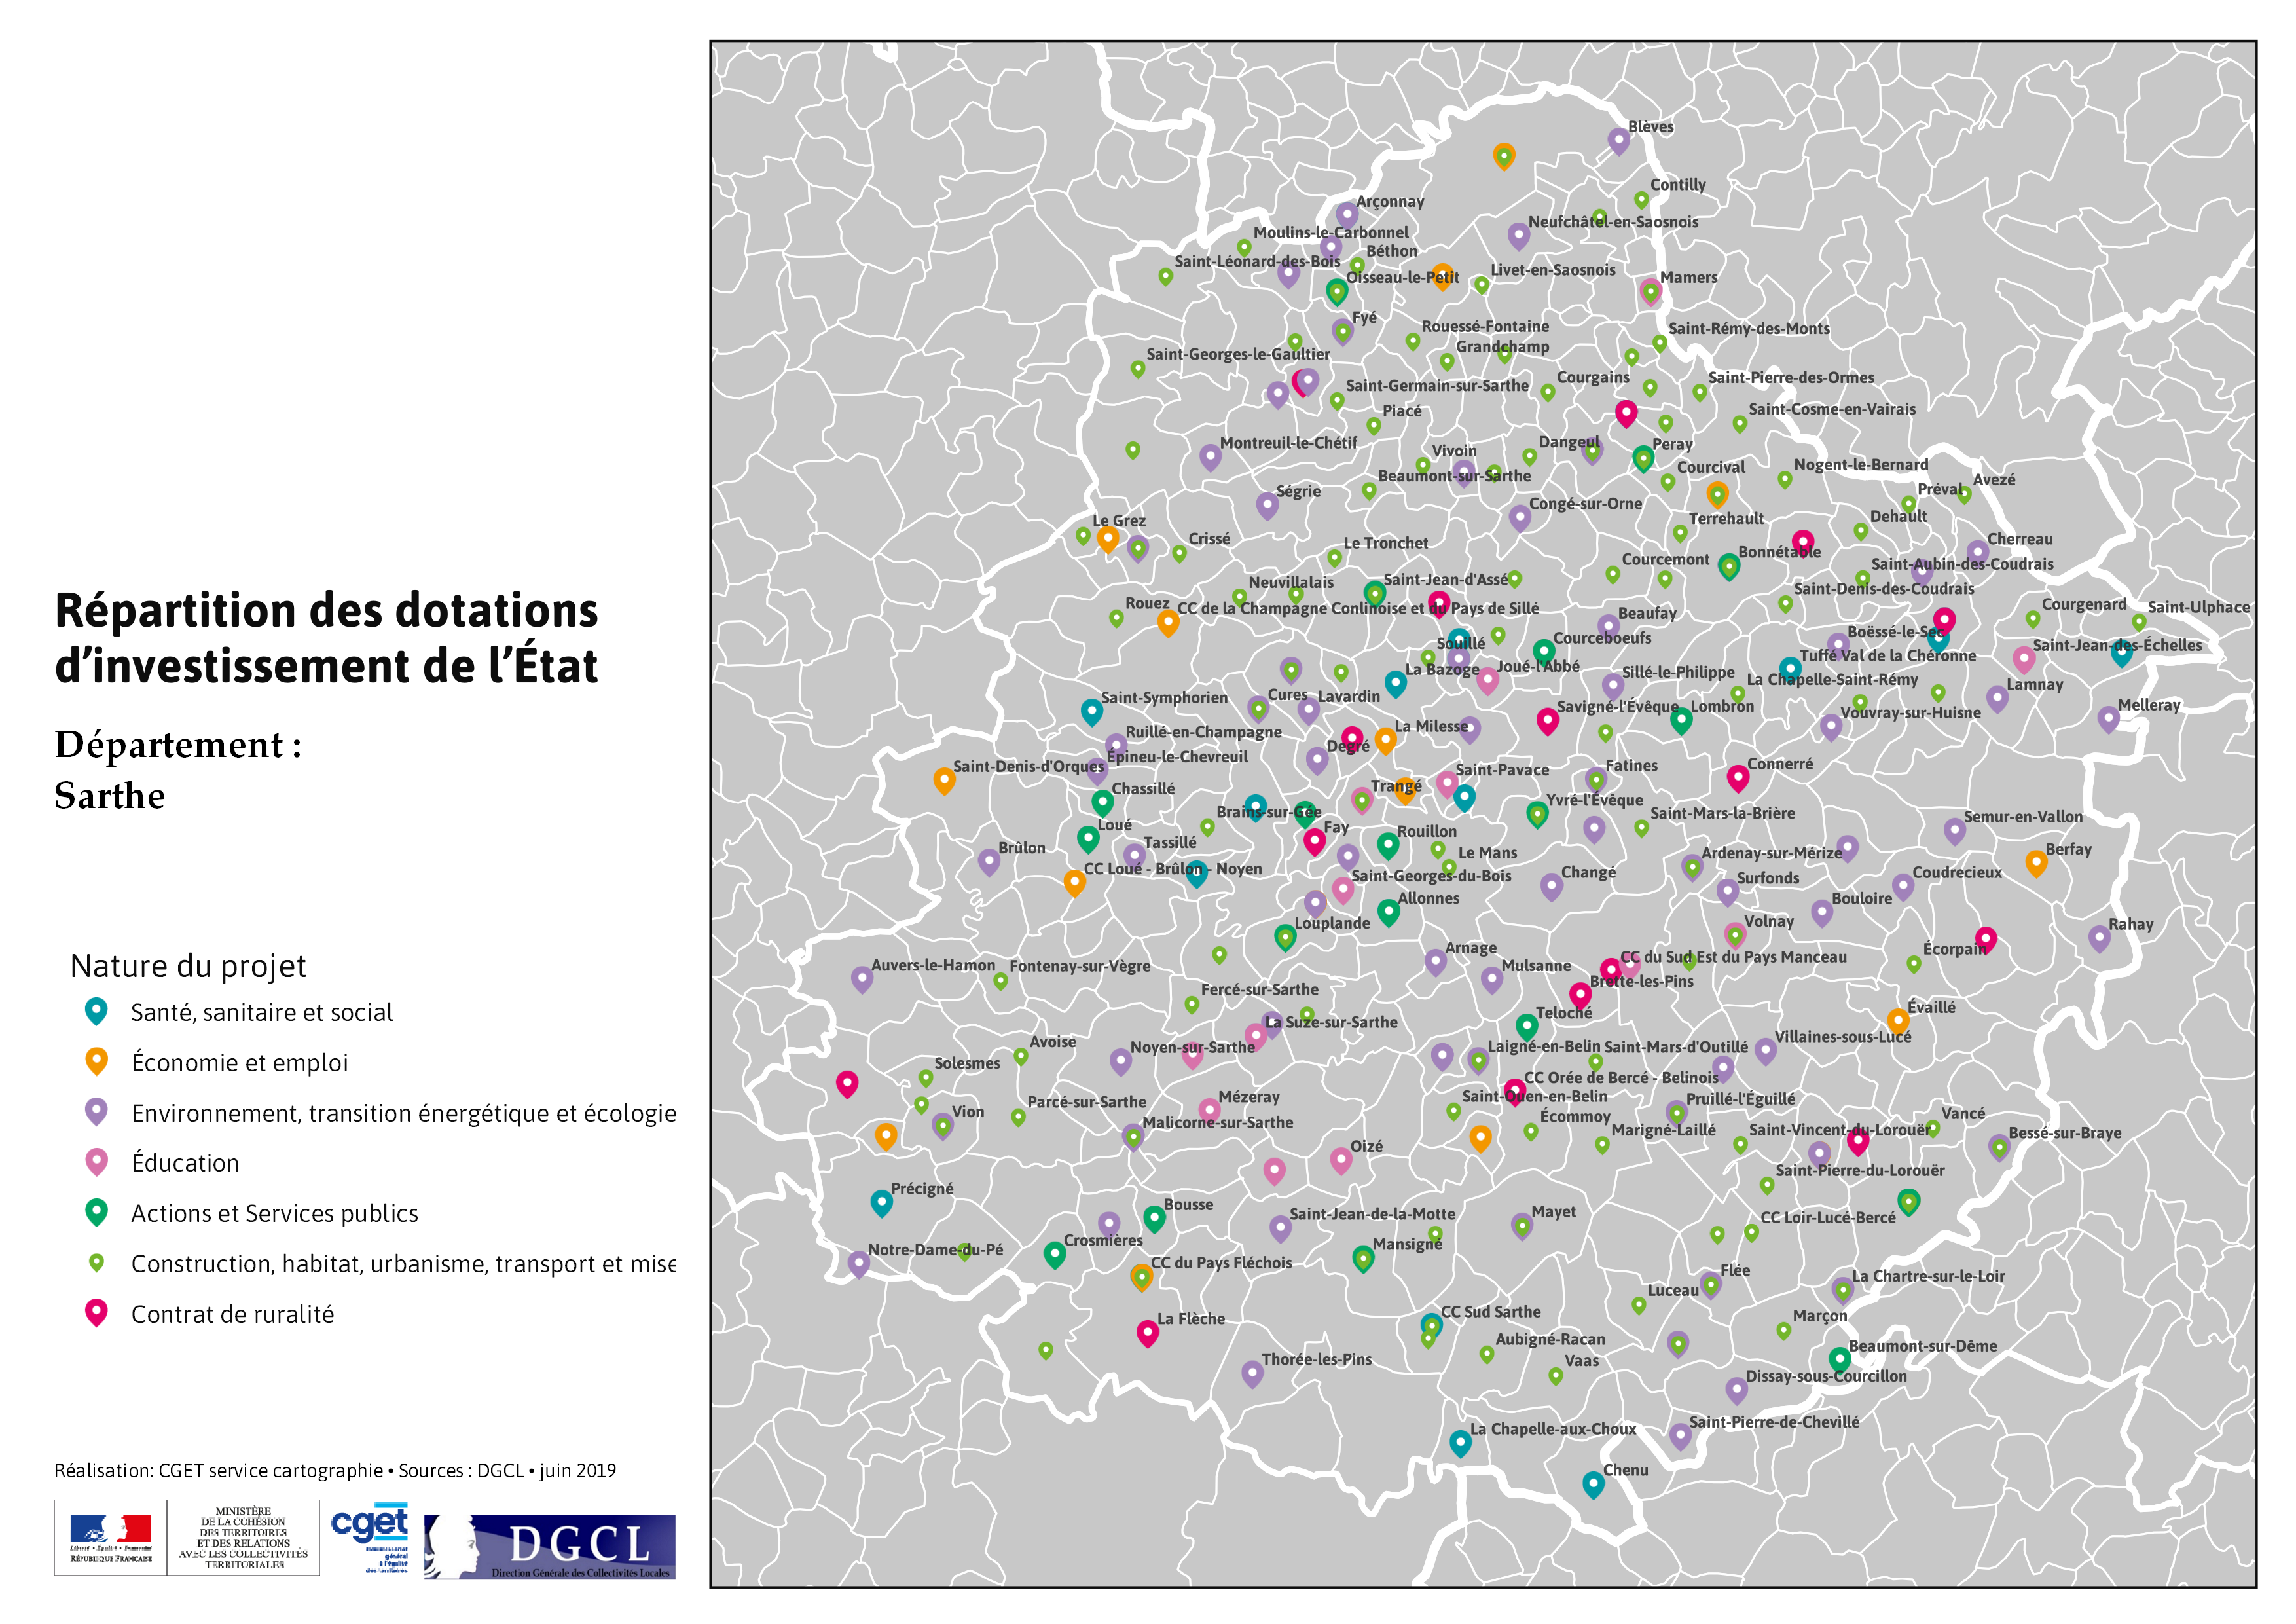 Répartition des dotations
d’investissement de l’État
Département :
Sarthe
Nature du projet
Santé, sanitaire et social
Économie et emploi
Environnement, transition énergétique et écologie
Éducation
Actions et Services publics
Construction, habitat, urbanisme, transport et mise
Contrat de ruralité
Réalisation: CGET service cartographie • Sources : DGCL • juin 2019
Liberté • Égalité • Fraternité
RÉPUBLIQUE FRANÇAISE
MINISTÈRE
DE LA COHÉSION
DES TERRITOIRES
ET DES RELATIONS
AVEC LES COLLECTIVITÉS
TERRITORIALES
cget
Commissariat
général
à l'égalité
des territoires
DGCL
Direction Générale des Collectivités Locales
Blèves
Contilly
Arçonnay
Neufchâtel-en-Saosnois
Moulins-le-Carbonnel
Béthon
Saint-Léonard-des-Bois
Livet-en-Saosnois
Oisseau-le-Petit
Mamers
Fyé
Rouessé-Fontaine
Saint-Rémy-des-Monts
Grandchamp
Saint-Georges-le-Gaultier
Courgains
Saint-Pierre-des-Ormes
Saint-Germain-sur-Sarthe
Piacé
Saint-Cosme-en-Vairais
Montreuil-le-Chétif
Dangeul
Peray
Vivoin
Nogent-le-Bernard
Courcival
Beaumont-sur-Sarthe
Avezé
Préval
Ségrie
Congé-sur-Orne
Dehault
Terrehault
Le Grez
Crissé
Cherreau
Le Tronchet
Bonnétable
Courcemont
Saint-Aubin-des-Coudrais
Saint-Jean-d'Assé
Neuvillalais
Saint-Denis-des-Coudrais
Rouez
Courgenard
Saint-Ulphace
CC de la Champagne Conlinoise et du Pays de Sillé
Beaufay
Boëssé-le-Sec
Courceboeufs
Souillé
Saint-Jean-des-Échelles
Tuffé Val de la Chéronne
Joué-l'Abbé
La Bazoge
Sillé-le-Philippe
La Chapelle-Saint-Rémy
Lamnay
Saint-Symphorien
Cures
Lavardin
Savigné-l'Évêque
Lombron
Melleray
Vouvray-sur-Huisne
La Milesse
Ruillé-en-Champagne
Degré
Épineu-le-Chevreuil
Connerré
Saint-Denis-d'Orques
Fatines
Saint-Pavace
Chassillé
Trangé
Yvré-l'Évêque
Brains-sur-Gée
Saint-Mars-la-Brière
Semur-en-Vallon
Loué
Fay
Rouillon
Tassillé
Brûlon
Le Mans
Ardenay-sur-Mérize
Berfay
CC Loué - Brûlon - Noyen
Changé
Coudrecieux
Saint-Georges-du-Bois
Surfonds
Allonnes
Bouloire
Louplande
Volnay
Rahay
Arnage
Écorpain
CC du Sud Est du Pays Manceau
Auvers-le-Hamon
Fontenay-sur-Vègre
Mulsanne
Brette-les-Pins
Fercé-sur-Sarthe
Évaillé
Teloché
La Suze-sur-Sarthe
Villaines-sous-Lucé
Avoise
Noyen-sur-Sarthe
Laigné-en-Belin
Saint-Mars-d'Outillé
Solesmes
CC Orée de Bercé - Belinois
Saint-Ouen-en-Belin
Mézeray
Pruillé-l'Éguillé
Parcé-sur-Sarthe
Vion
Vancé
Malicorne-sur-Sarthe
Écommoy
Marigné-Laillé
Saint-Vincent-du-Lorouër
Bessé-sur-Braye
Oizé
Saint-Pierre-du-Lorouër
Précigné
Bousse
Saint-Jean-de-la-Motte
Mayet
CC Loir-Lucé-Bercé
Crosmières
Mansigné
Notre-Dame-du-Pé
CC du Pays Fléchois
Flée
La Chartre-sur-le-Loir
Luceau
CC Sud Sarthe
La Flèche
Marçon
Aubigné-Racan
Beaumont-sur-Dême
Thorée-les-Pins
Vaas
Dissay-sous-Courcillon
Saint-Pierre-de-Chevillé
La Chapelle-aux-Choux
Chenu